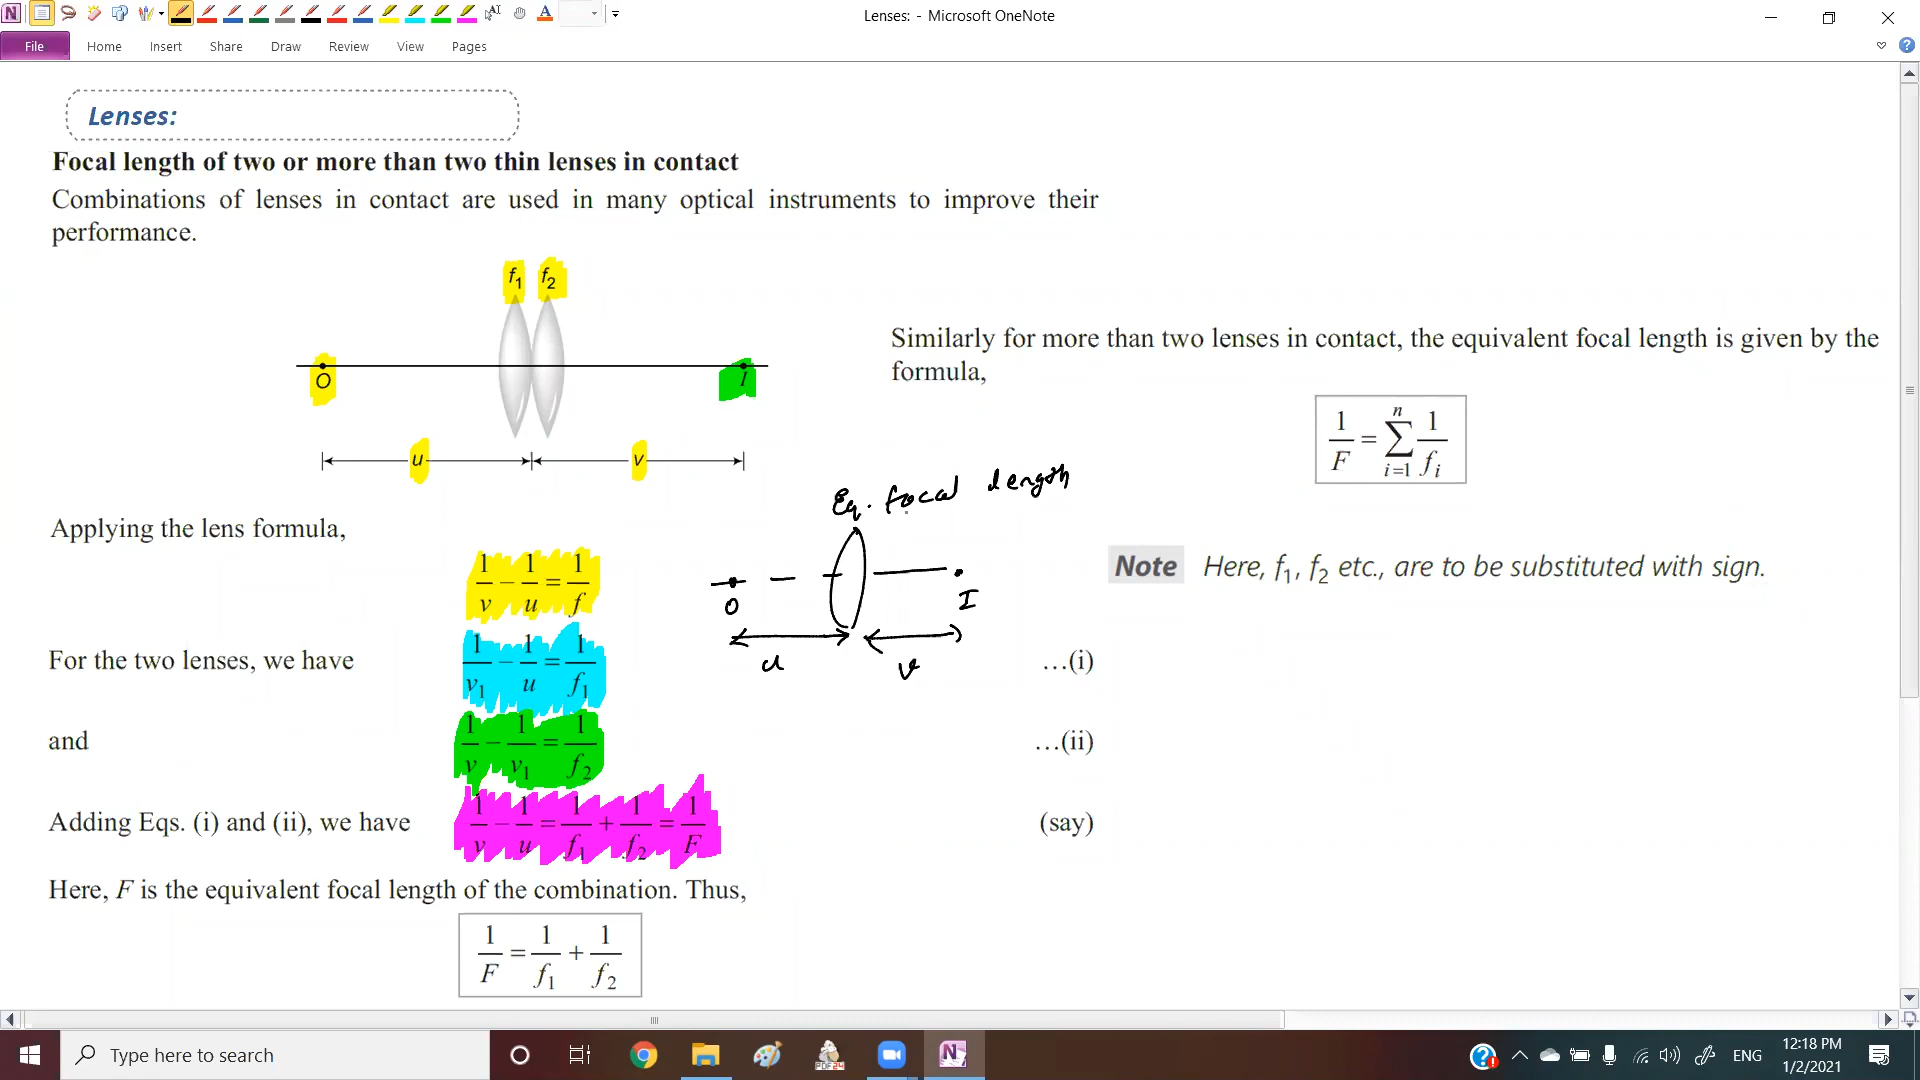 Lenses: - Microsoft OneNote
File Home Insert Share Draw Review View Pages
Lenses:
Focal length of two or more than two thin lenses in contact
Combinations of lenses in contact are used in many optical instruments to improve their
performance.
f₁ f₂
O I
u v
Applying the lens formula,
1/v − 1/u = 1/f
For the two lenses, we have 1/v₁ − 1/u = 1/f₁ ...(i)
and 1/v − 1/v₁ = 1/f₂ ...(ii)
Adding Eqs. (i) and (ii), we have 1/v − 1/u = 1/f₁ + 1/f₂ = 1/F (say)
Here, F is the equivalent focal length of the combination. Thus,
1/F = 1/f₁ + 1/f₂
Eq. focal length
O I
u v
Similarly for more than two lenses in contact, the equivalent focal length is given by the
formula,
1/F = ∑ i=1 n 1/fᵢ
Note Here, f₁, f₂ etc., are to be substituted with sign.
Type here to search
PDF24
ENG
12:18 PM
1/2/2021